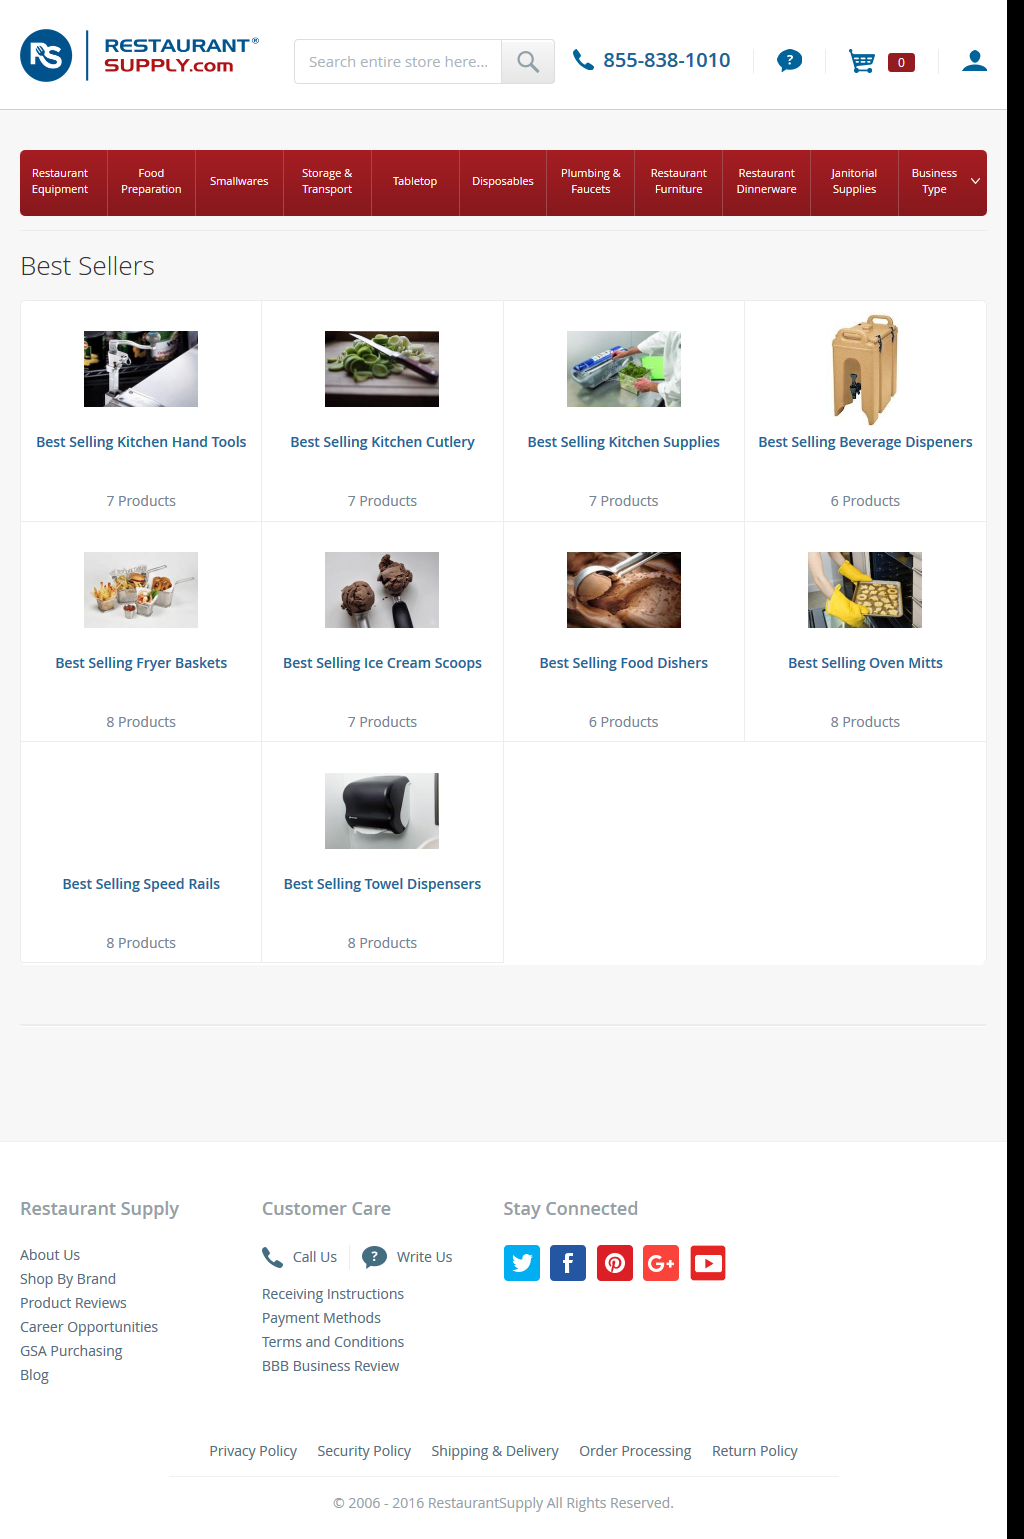 RS
RESTAURANT®
SUPPLY.com
Search entire store here...
855-838-1010
?
0
Restaurant
Equipment
Food
Preparation
Smallwares
Storage &
Transport
Tabletop
Disposables
Plumbing &
Faucets
Restaurant
Furniture
Restaurant
Dinnerware
Janitorial
Supplies
Business
Type
Best Sellers
Best Selling Kitchen Hand Tools
Best Selling Kitchen Cutlery
Best Selling Kitchen Supplies
Best Selling Beverage Dispeners
7 Products
7 Products
7 Products
6 Products
Best Selling Fryer Baskets
Best Selling Ice Cream Scoops
Best Selling Food Dishers
Best Selling Oven Mitts
8 Products
7 Products
6 Products
8 Products
Best Selling Speed Rails
Best Selling Towel Dispensers
8 Products
8 Products
Restaurant Supply
About Us
Shop By Brand
Product Reviews
Career Opportunities
GSA Purchasing
Blog
Customer Care
Call Us
? Write Us
Receiving Instructions
Payment Methods
Terms and Conditions
BBB Business Review
Stay Connected
f
G+
Privacy Policy Security Policy Shipping & Delivery Order Processing Return Policy
© 2006 - 2016 RestaurantSupply All Rights Reserved.